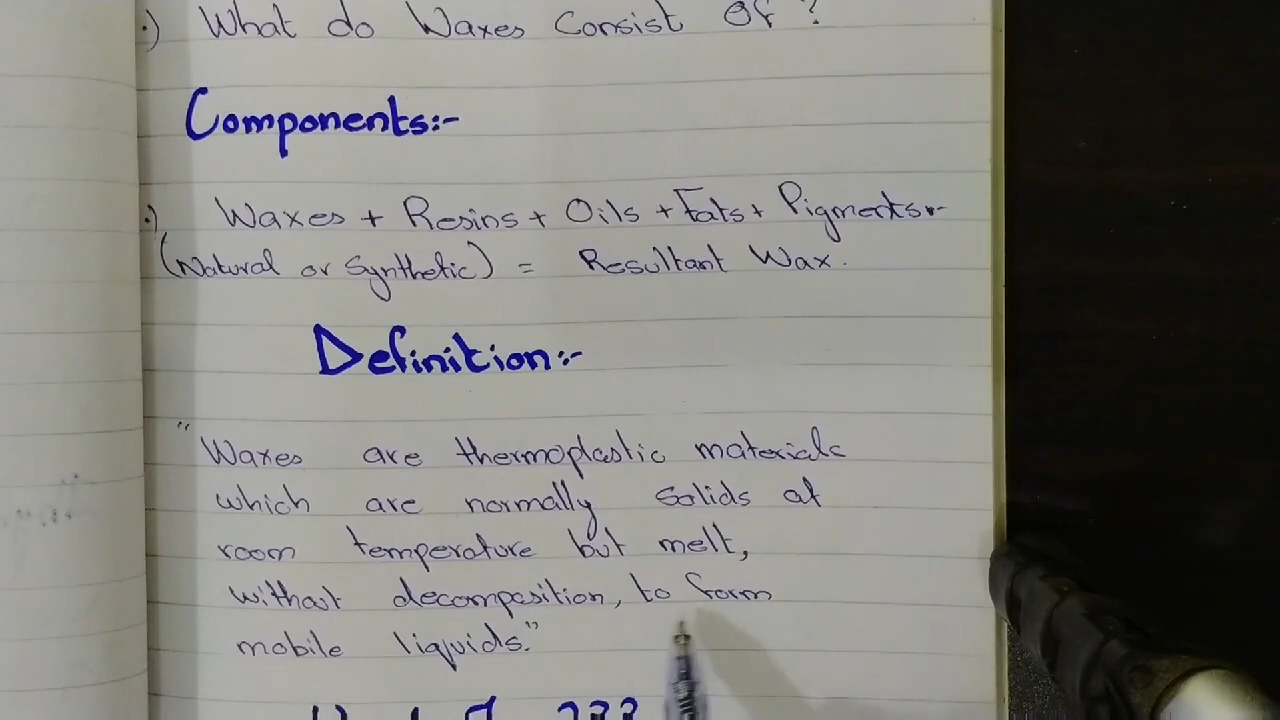 ·) What do Waxes Consist Of ?
Components:-
·) Waxes + Resins + Oils + Fats + Pigments·-
(Natural or Synthetic) = Resultant Wax.
Definition:-
"Waxes are thermoplastic materials
which are normally Solids at
room temperature but melt,
without decomposition, to form
mobile liquids."
???